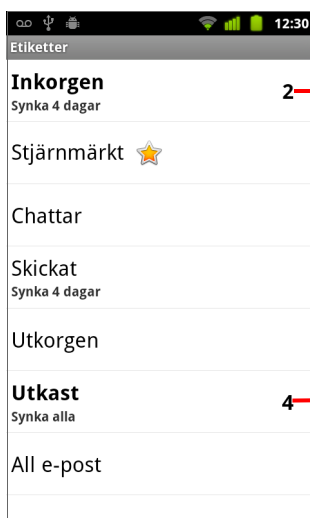 12:30
Etiketter
Inkorgen
2
Synka 4 dagar
Stjärnmärkt
Chattar
Skickat
Synka 4 dagar
Utkorgen
Utkast
4
Synka alla
All e-post